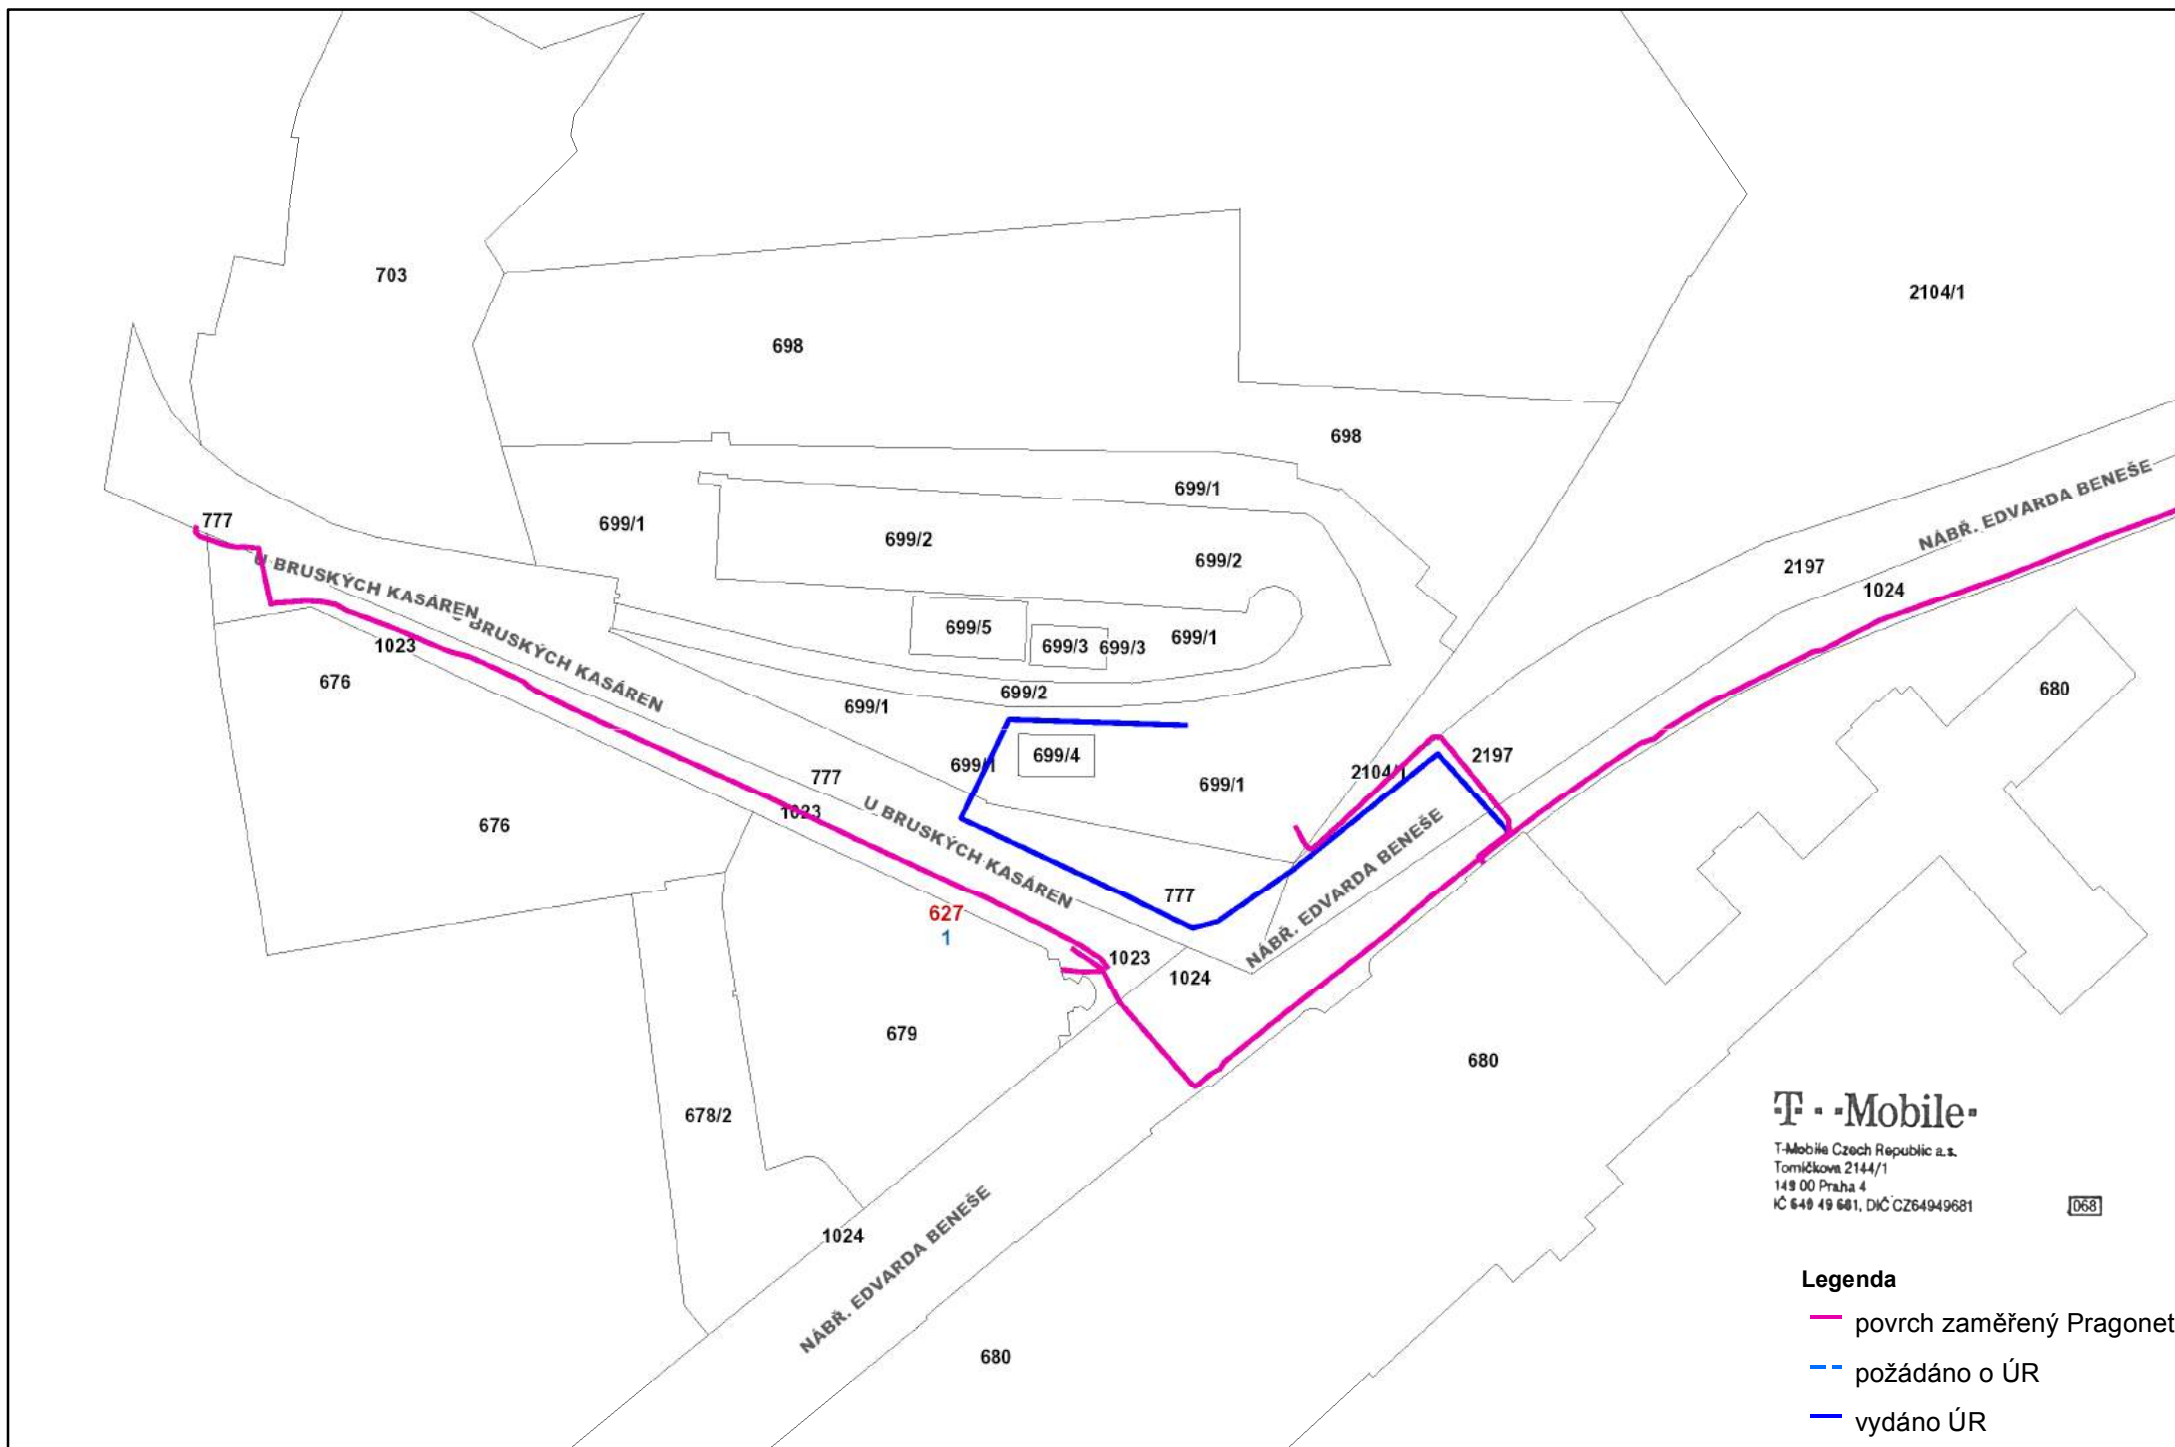 703
2104/1
698
698
699/1
777
699/1
699/2
699/2
2197
NÁBŘ. EDVARDA BENEŠE
1024
U BRUSKÝCH KASÁREN
BRUSKÝCH KASÁREN
1023
699/5
699/3
699/3
699/1
676
699/2
699/1
680
699/1
699/4
2104/1
2197
777
699/1
1023
U BRUSKÝCH KASÁREN
676
NÁBŘ. EDVARDA BENEŠE
777
627
1
1023
1024
679
680
678/2
T··Mobile·
T-Mobile Czech Republic a.s.
Tomíčkova 2144/1
149 00 Praha 4
IČ 649 49 681, DIČ CZ64949681
068
1024
NÁBŘ. EDVARDA BENEŠE
680
Legenda
povrch zaměřený Pragonet
požádáno o ÚR
vydáno ÚR